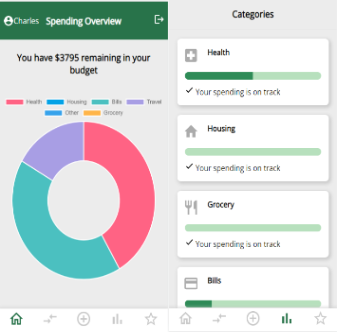 Charles Spending Overview
You have $3795 remaining in your
budget
Health Housing Bills Travel
Other Grocery
Categories
Health
Your spending is on track
Housing
Your spending is on track
Grocery
Your spending is on track
Bills